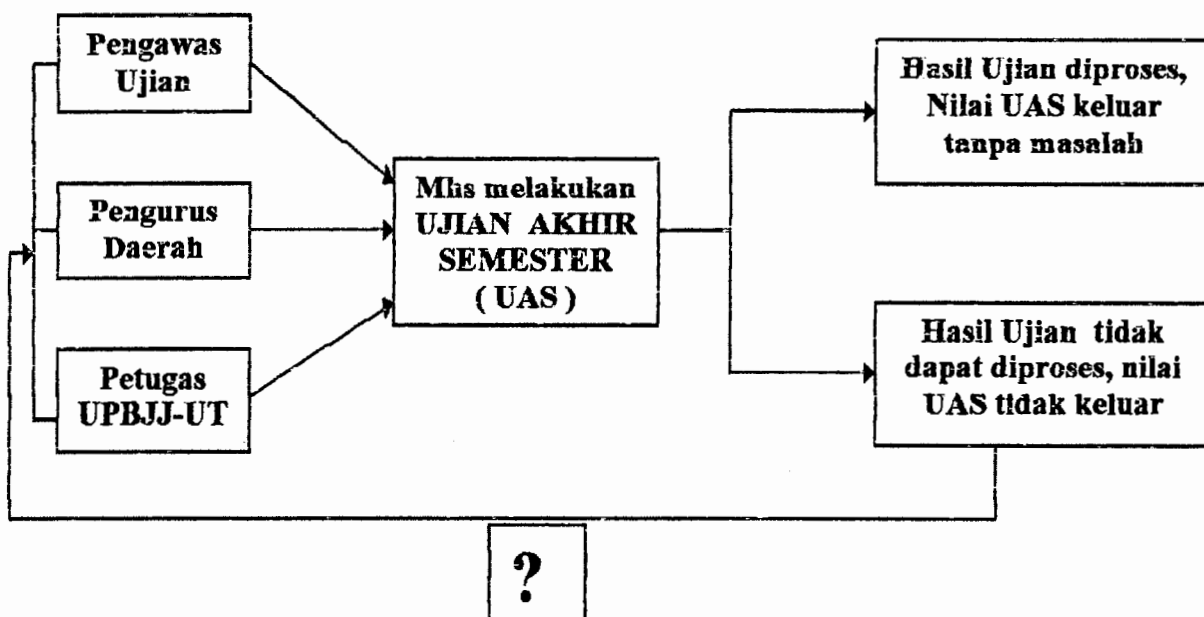 Pengawas
Ujian
Pengurus
Daerah
Petugas
UPBJJ-UT
Mhs melakukan
UJIAN AKHIR
SEMESTER
( UAS )
Hasil Ujian diproses,
Nilai UAS keluar
tanpa masalah
Hasil Ujian tidak
dapat diproses, nilai
UAS tidak keluar
?